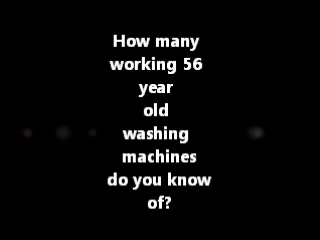 How many
working 56
year
old
washing
machines
do you know
of?